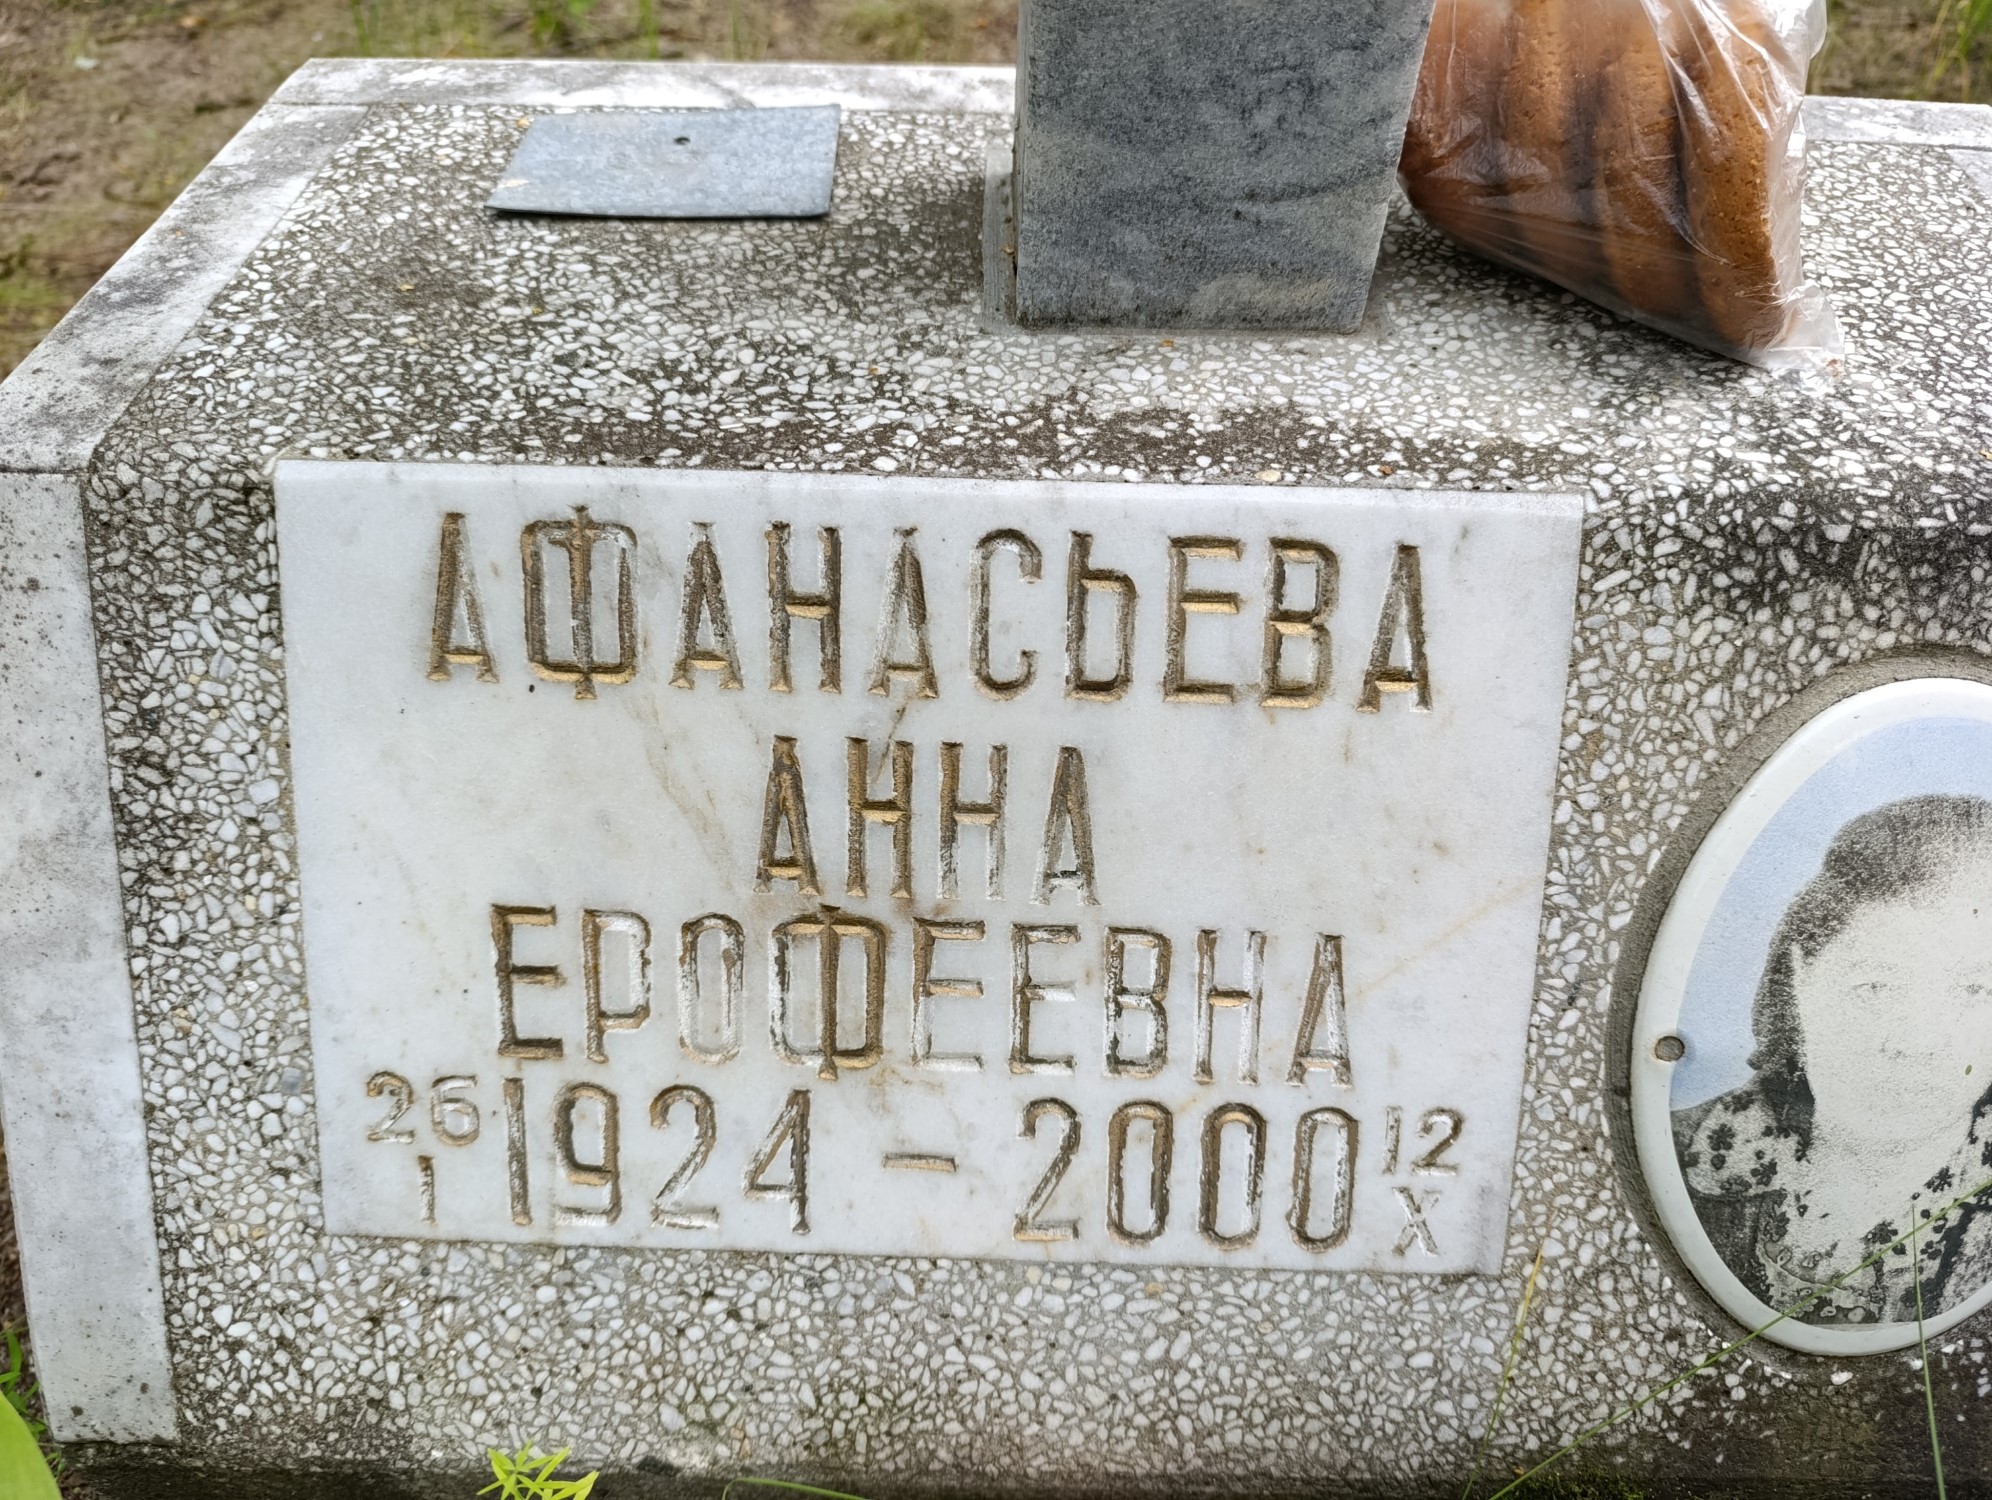 АФАНАСЬЕВА
АННА
ЕРОФЕЕВНА
26/I 1924 – 2000 12/X